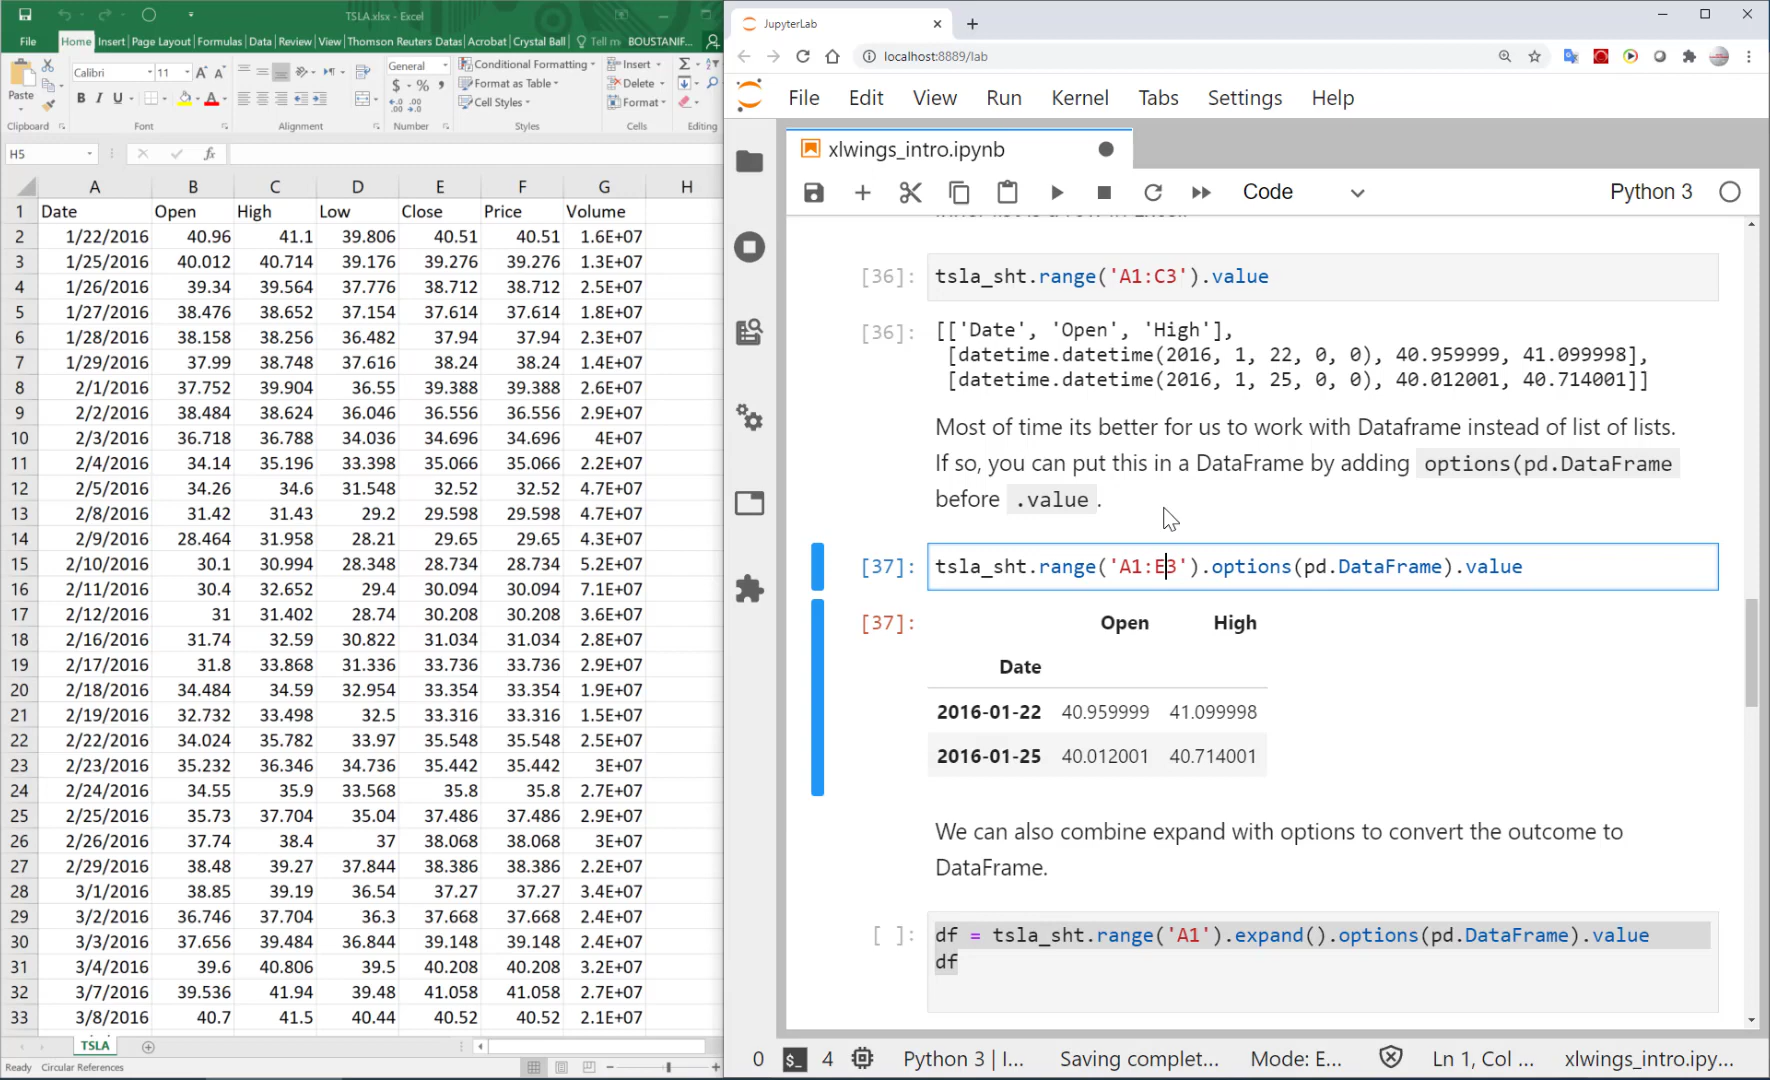 TSLA.xlsx - Excel
File Home Insert Page Layout Formulas Data Review View Thomson Reuters Datas Acrobat Crystal Ball Tell m BOUSTANIF...
Paste
Calibri 11
B I U
General
$ %
Conditional Formatting
Format as Table
Cell Styles
Insert
Delete
Format
Clipboard Font Alignment Number Styles Cells Editing
H5 fx
A B C D E F G H
1 Date Open High Low Close Price Volume
2 1/22/2016 40.96 41.1 39.806 40.51 40.51 1.6E+07
3 1/25/2016 40.012 40.714 39.176 39.276 39.276 1.3E+07
4 1/26/2016 39.34 39.564 37.776 38.712 38.712 2.5E+07
5 1/27/2016 38.476 38.652 37.154 37.614 37.614 1.8E+07
6 1/28/2016 38.158 38.256 36.482 37.94 37.94 2.3E+07
7 1/29/2016 37.99 38.748 37.616 38.24 38.24 1.4E+07
8 2/1/2016 37.752 39.904 36.55 39.388 39.388 2.6E+07
9 2/2/2016 38.484 38.624 36.046 36.556 36.556 2.9E+07
10 2/3/2016 36.718 36.788 34.036 34.696 34.696 4E+07
11 2/4/2016 34.14 35.196 33.398 35.066 35.066 2.2E+07
12 2/5/2016 34.26 34.6 31.548 32.52 32.52 4.7E+07
13 2/8/2016 31.42 31.43 29.2 29.598 29.598 4.7E+07
14 2/9/2016 28.464 31.958 28.21 29.65 29.65 4.3E+07
15 2/10/2016 30.1 30.994 28.348 28.734 28.734 5.2E+07
16 2/11/2016 30.4 32.652 29.4 30.094 30.094 7.1E+07
17 2/12/2016 31 31.402 28.74 30.208 30.208 3.6E+07
18 2/16/2016 31.74 32.59 30.822 31.034 31.034 2.8E+07
19 2/17/2016 31.8 33.868 31.336 33.736 33.736 2.9E+07
20 2/18/2016 34.484 34.59 32.954 33.354 33.354 1.9E+07
21 2/19/2016 32.732 33.498 32.5 33.316 33.316 1.5E+07
22 2/22/2016 34.024 35.782 33.97 35.548 35.548 2.5E+07
23 2/23/2016 35.232 36.346 34.736 35.442 35.442 3E+07
24 2/24/2016 34.55 35.9 33.568 35.8 35.8 2.7E+07
25 2/25/2016 35.73 37.704 35.04 37.486 37.486 2.9E+07
26 2/26/2016 37.74 38.4 37 38.068 38.068 3E+07
27 2/29/2016 38.48 39.27 37.844 38.386 38.386 2.2E+07
28 3/1/2016 38.85 39.19 36.54 37.27 37.27 3.4E+07
29 3/2/2016 36.746 37.704 36.3 37.668 37.668 2.4E+07
30 3/3/2016 37.656 39.484 36.844 39.148 39.148 2.4E+07
31 3/4/2016 39.6 40.806 39.5 40.208 40.208 3.2E+07
32 3/7/2016 39.536 41.94 39.48 41.058 41.058 2.7E+07
33 3/8/2016 40.7 41.5 40.44 40.52 40.52 2.1E+07
TSLA
Ready Circular References
JupyterLab
localhost:8889/lab
File Edit View Run Kernel Tabs Settings Help
xlwings_intro.ipynb
Code Python 3
[36]: tsla_sht.range('A1:C3').value
[36]: [['Date', 'Open', 'High'],
[datetime.datetime(2016, 1, 22, 0, 0), 40.959999, 41.099998],
[datetime.datetime(2016, 1, 25, 0, 0), 40.012001, 40.714001]]
Most of time its better for us to work with Dataframe instead of list of lists.
If so, you can put this in a DataFrame by adding options(pd.DataFrame
before .value.
[37]: tsla_sht.range('A1:E3').options(pd.DataFrame).value
[37]: Open High
Date
2016-01-22 40.959999 41.099998
2016-01-25 40.012001 40.714001
We can also combine expand with options to convert the outcome to
DataFrame.
[ ]: df = tsla_sht.range('A1').expand().options(pd.DataFrame).value
df
0 $_ 4 Python 3 | I... Saving complet... Mode: E... Ln 1, Col ... xlwings_intro.ipy...